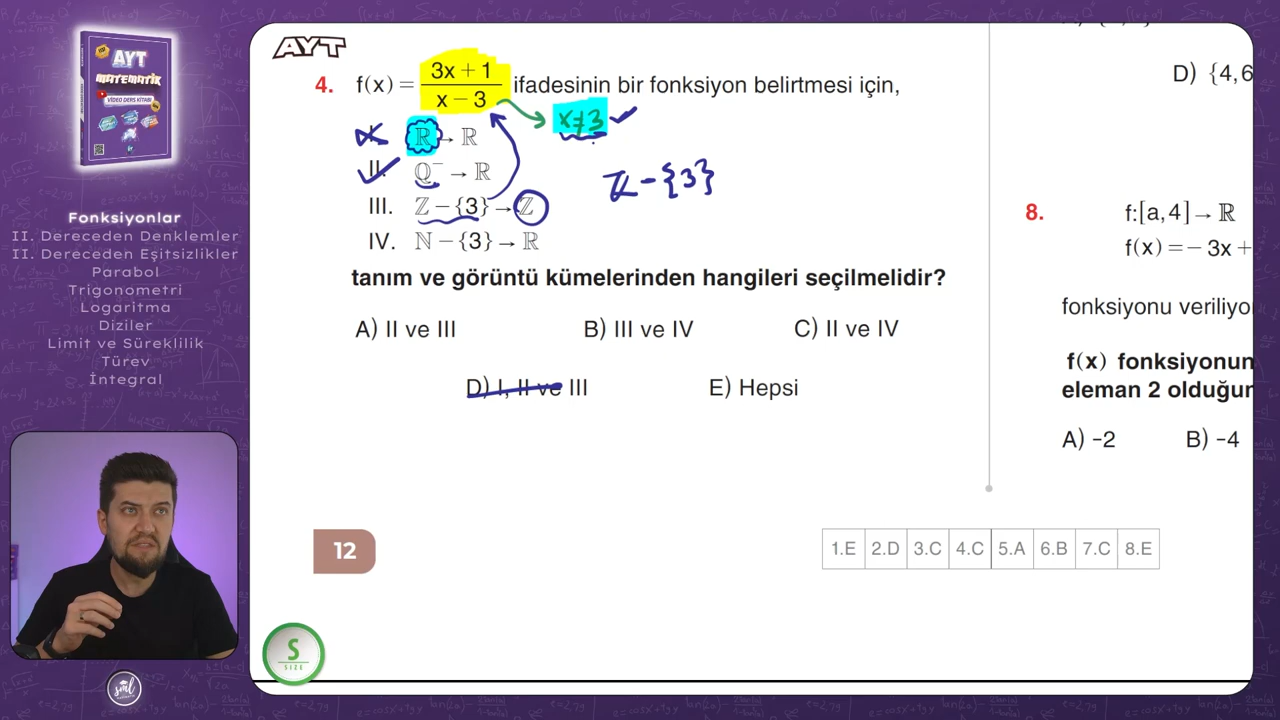 AYT
MATEMATİK
VİDEO DERS KİTABI
Fonksiyonlar
II. Dereceden Denklemler
II. Dereceden Eşitsizlikler
Parabol
Trigonometri
Logaritma
Diziler
Limit ve Süreklilik
Türev
İntegral
AYT
4. f(x) = (3x + 1)/(x − 3) ifadesinin bir fonksiyon belirtmesi için,
x ≠ 3
ℝ → ℝ
II. ℚ⁻ → ℝ
III. ℤ − {3} → ℤ
ℤ − {3}
IV. ℕ − {3} → ℝ
tanım ve görüntü kümelerinden hangileri seçilmelidir?
A) II ve III B) III ve IV C) II ve IV
D) I, II ve III E) Hepsi
12
1.E 2.D 3.C 4.C 5.A 6.B 7.C 8.E
S
SIZE
D) {4, 6
8. f:[a, 4] → ℝ
f(x) = − 3x +
fonksiyonu veriliyo
f(x) fonksiyonun
eleman 2 olduğun
A) −2 B) −4
sml